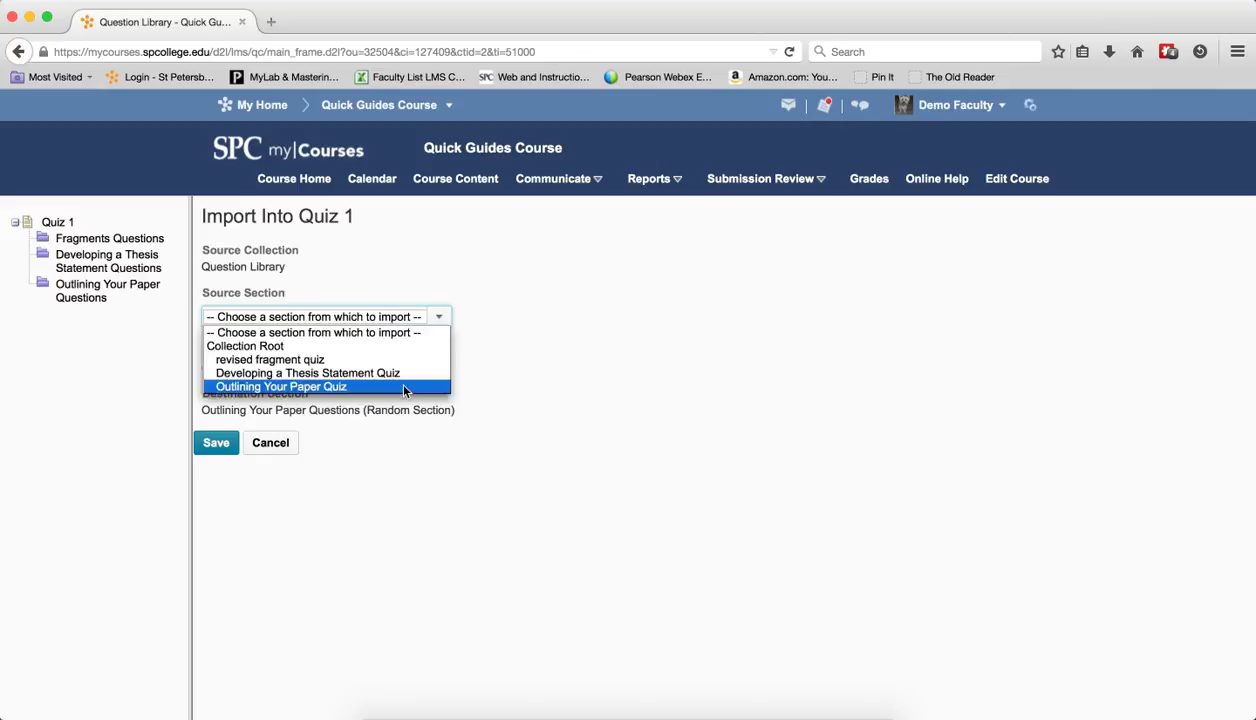 Question Library - Quick Gu...
https://mycourses.spcollege.edu/d2l/lms/qc/main_frame.d2l?ou=32504&ci=127409&ctid=2&ti=51000
Search
Most Visited
Login - St Petersb...
MyLab & Masterin...
Faculty List LMS C...
SPC Web and Instructio...
Pearson Webex E...
Amazon.com: You...
Pin It
The Old Reader
My Home
Quick Guides Course
Demo Faculty
SPC my|Courses
Quick Guides Course
Course Home
Calendar
Course Content
Communicate
Reports
Submission Review
Grades
Online Help
Edit Course
Quiz 1
Fragments Questions
Developing a Thesis
Statement Questions
Outlining Your Paper
Questions
Import Into Quiz 1
Source Collection
Question Library
Source Section
-- Choose a section from which to import --
-- Choose a section from which to import --
Collection Root
revised fragment quiz
Developing a Thesis Statement Quiz
Outlining Your Paper Quiz
Destination Section
Outlining Your Paper Questions (Random Section)
Save
Cancel